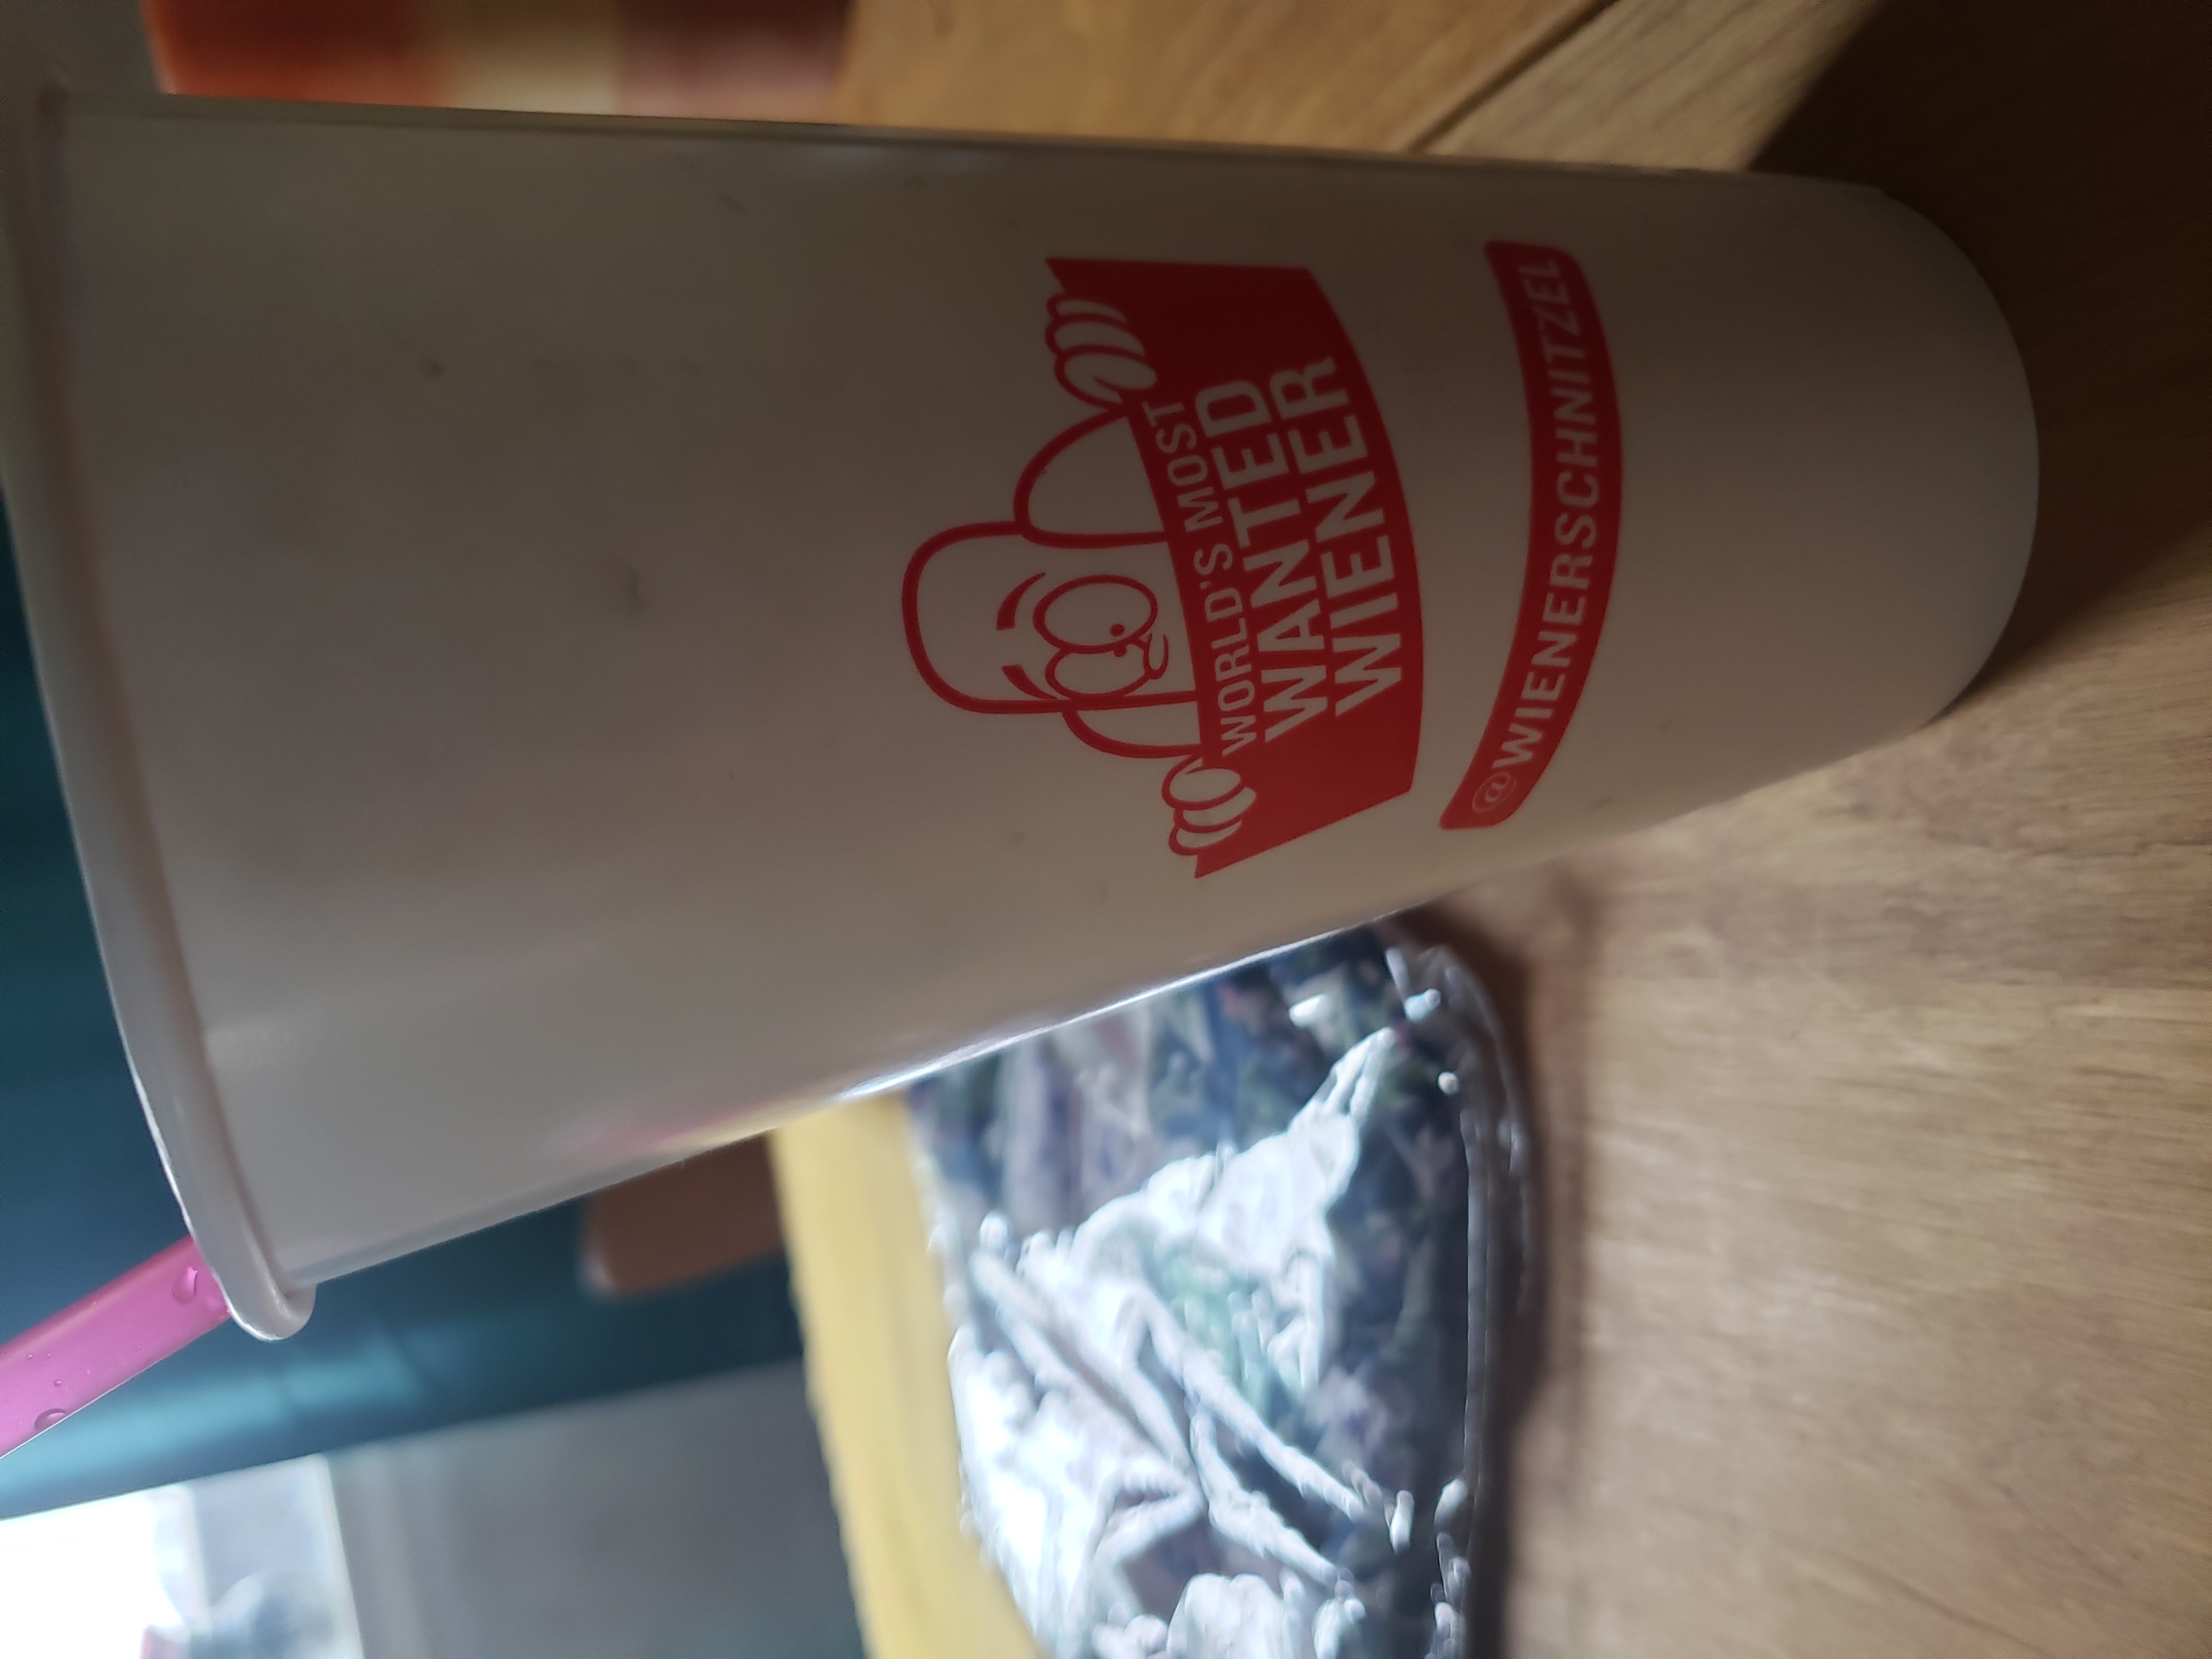 WORLD'S MOST
WANTED
WIENER
@WIENERSCHNITZEL